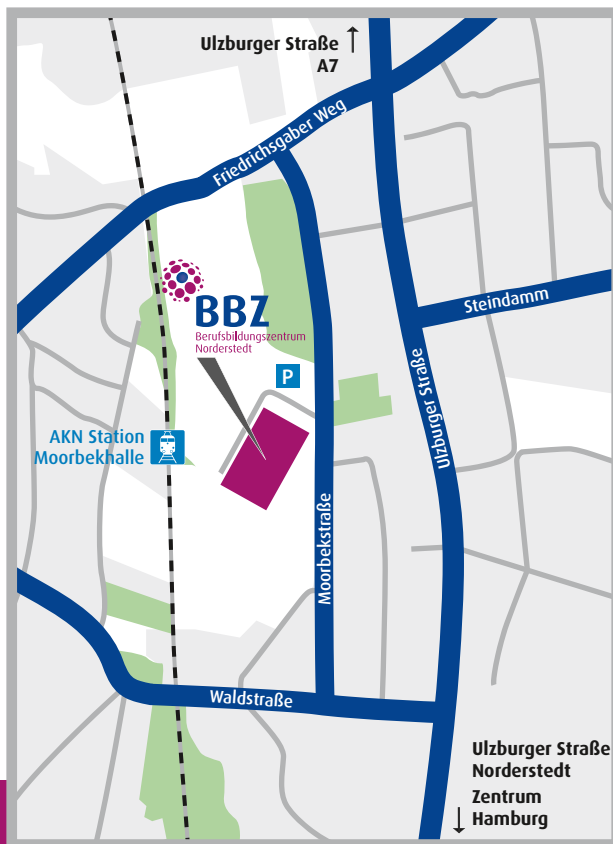 Ulzburger Straße
A7
Friedrichsgaber Weg
BBZ
Berufsbildungszentrum
Norderstedt
Steindamm
P
Ulzburger Straße
AKN Station
Moorbekhalle
Moorbekstraße
Waldstraße
Ulzburger Straße
Norderstedt
Zentrum
Hamburg